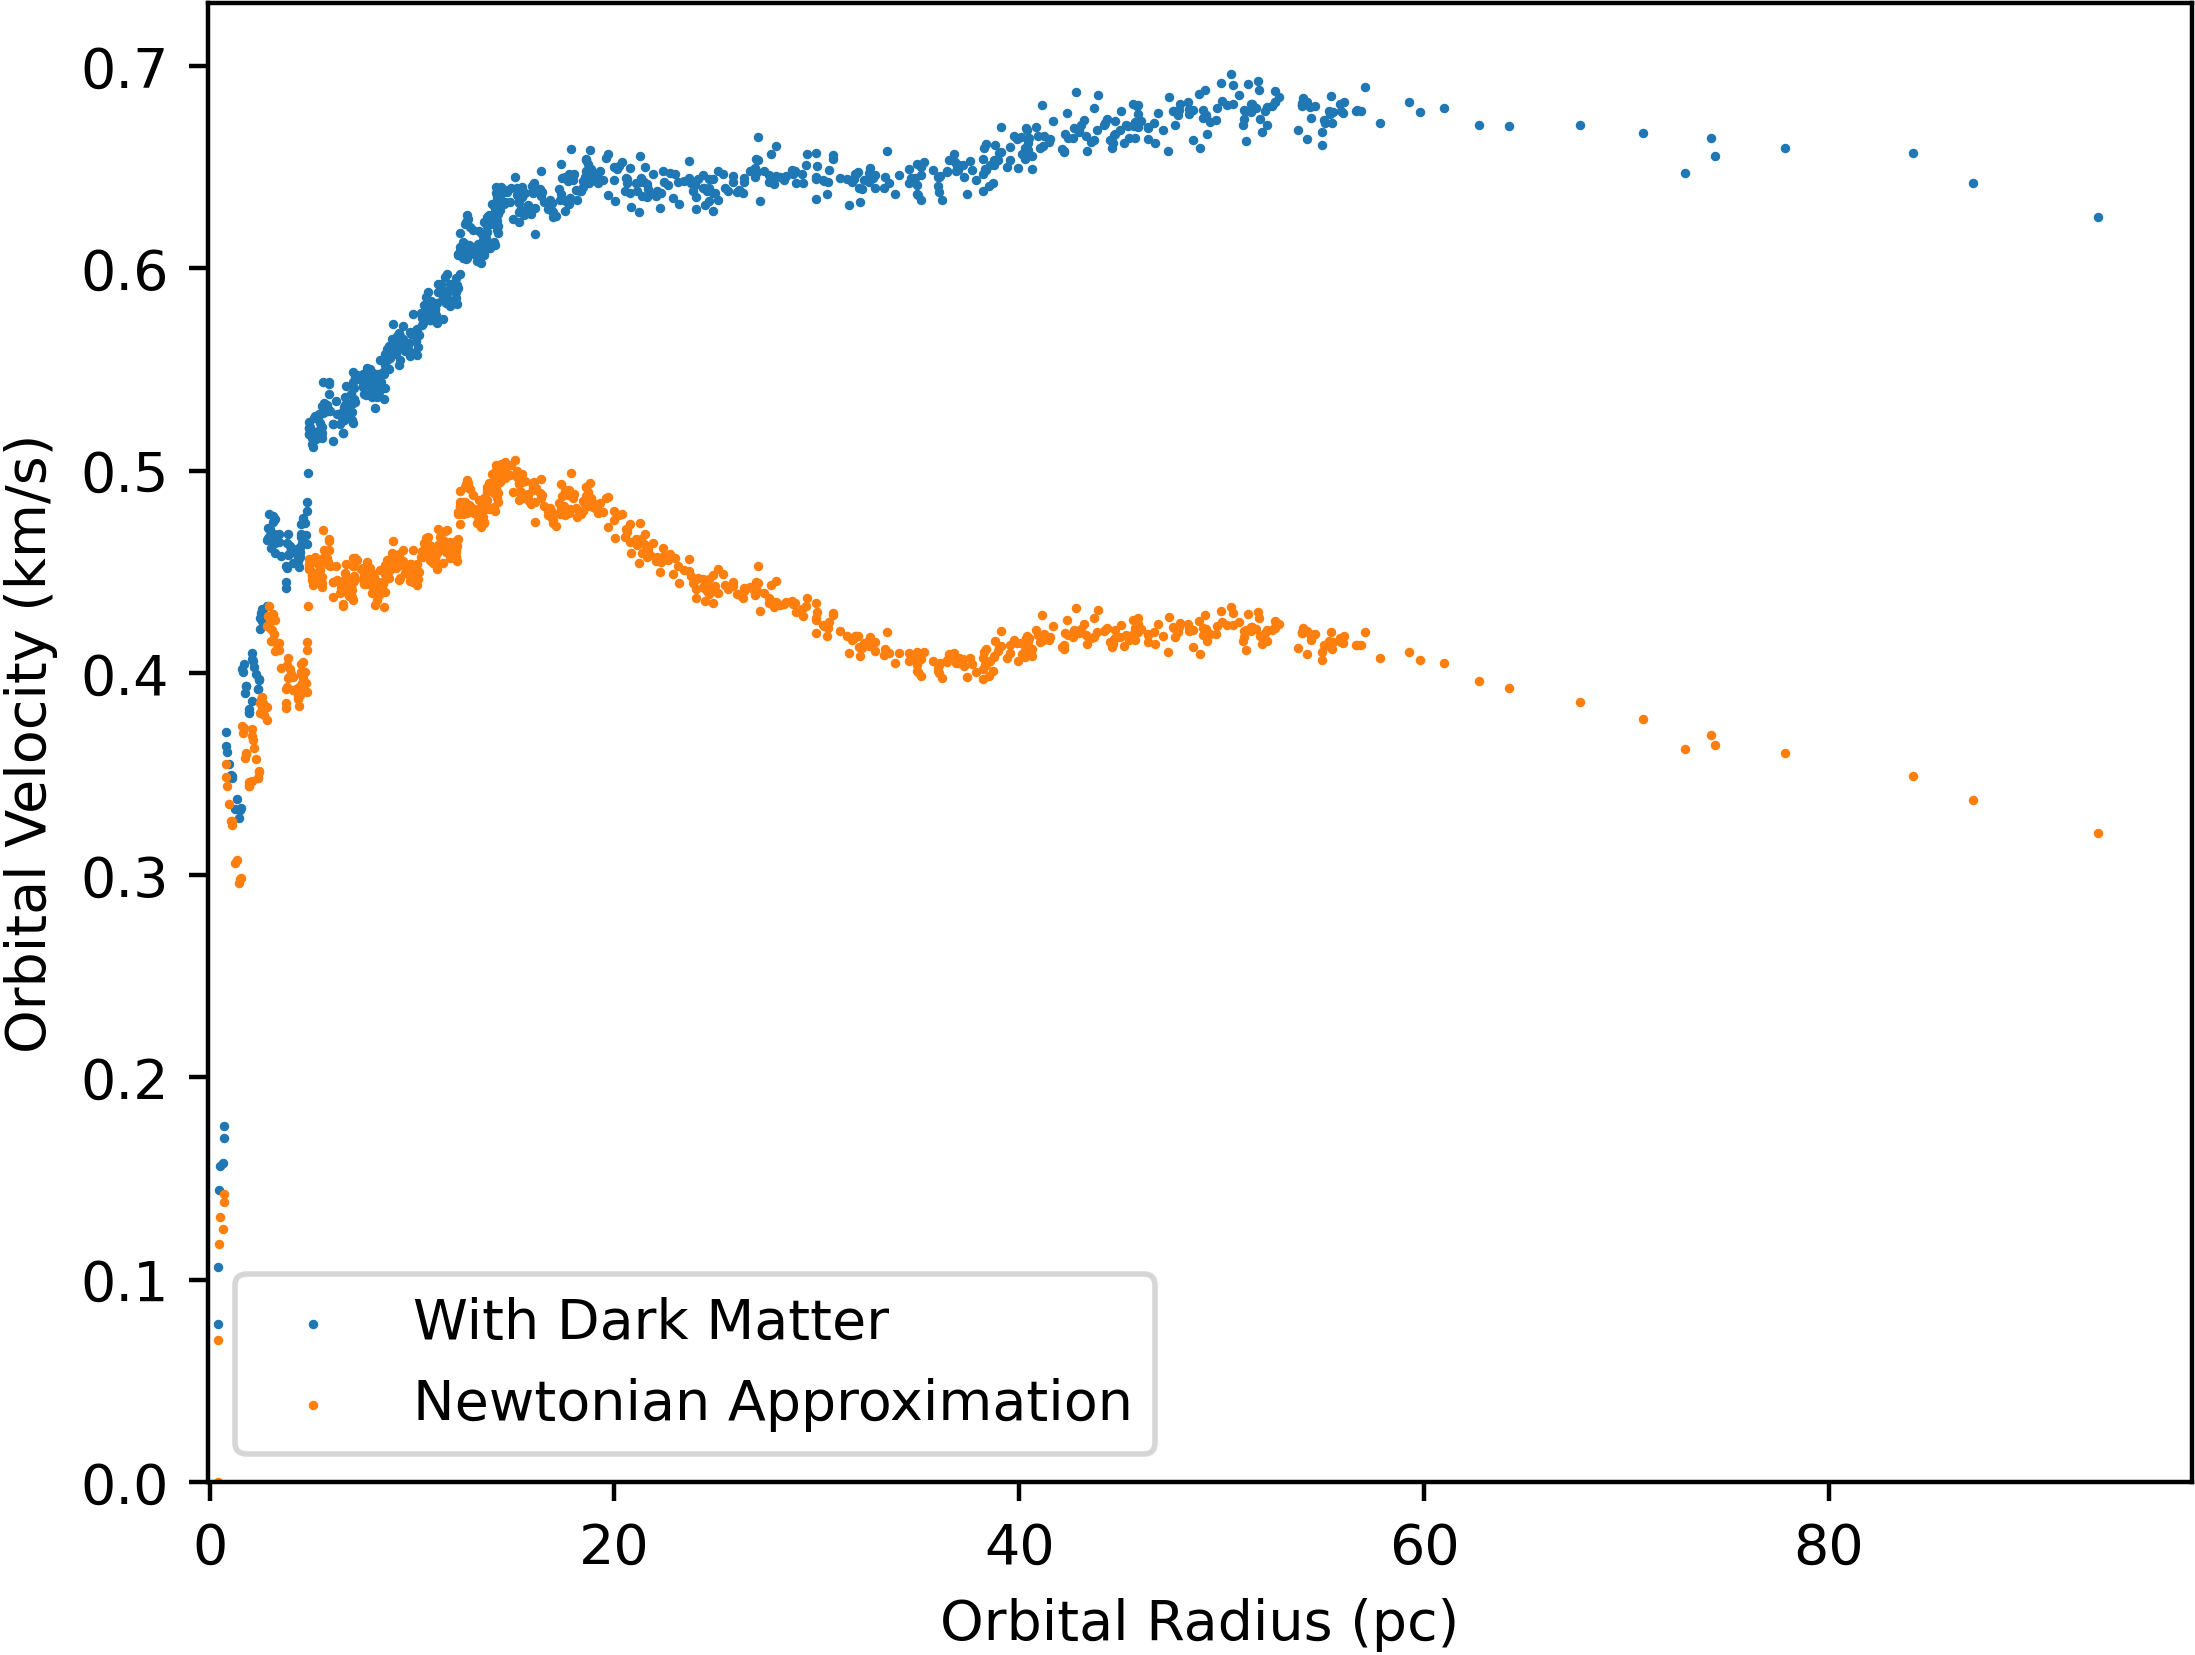 0.7
0.6
0.5
0.4
0.3
0.2
0.1
0.0
Orbital Velocity (km/s)
With Dark Matter
Newtonian Approximation
0 20 40 60 80
Orbital Radius (pc)